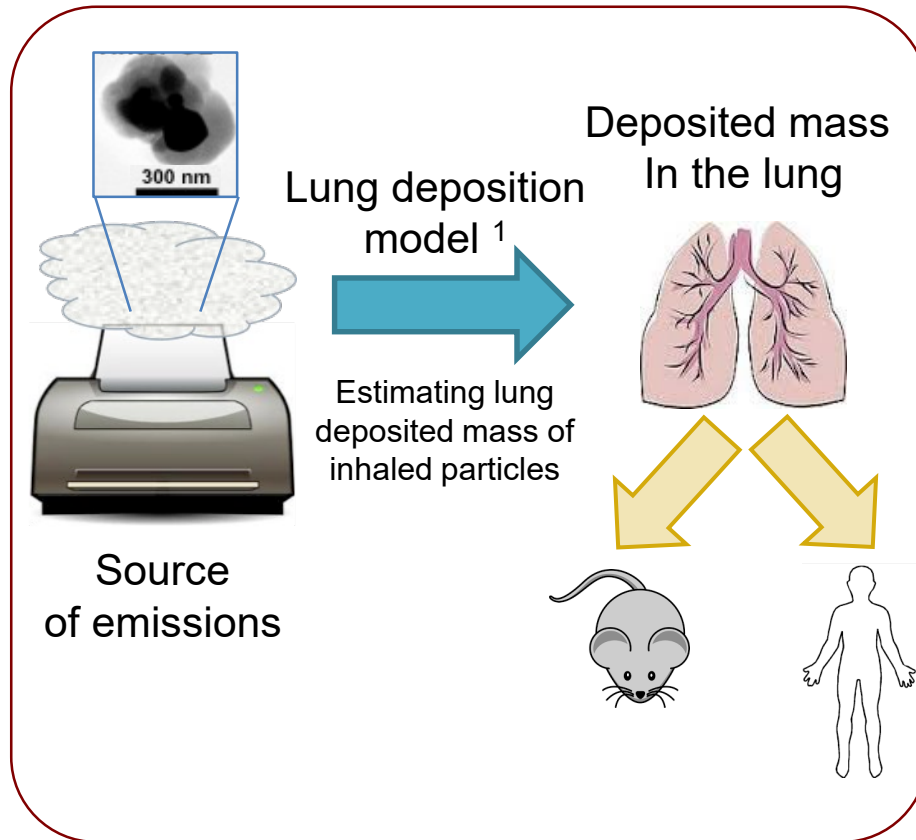 300 nm
Lung deposition
model 1
Estimating lung
deposited mass of
inhaled particles
Source
of emissions
Deposited mass
In the lung